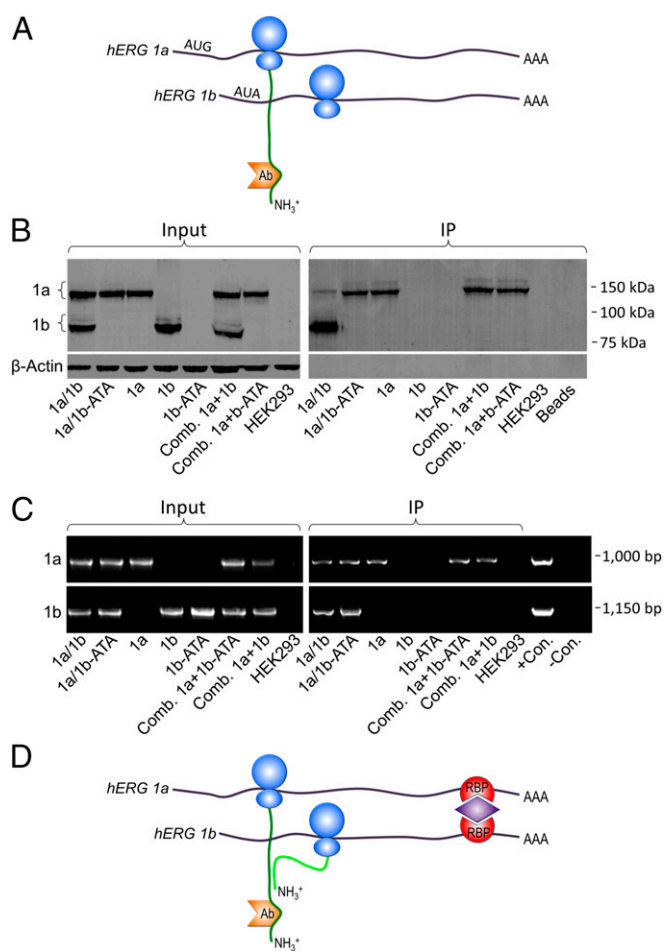 A
hERG 1a
AUG
AAA
hERG 1b
AUA
AAA
Ab
NH₃⁺
B
Input
IP
1a
1b
150 kDa
100 kDa
75 kDa
β-Actin
1a/1b
1a/1b-ATA
1a
1b
1b-ATA
Comb. 1a+1b
Comb. 1a+b-ATA
HEK293
1a/1b
1a/1b-ATA
1a
1b
1b-ATA
Comb. 1a+1b
Comb. 1a+b-ATA
HEK293
Beads
C
Input
IP
1a
-1,000 bp
1b
-1,150 bp
1a/1b
1a/1b-ATA
1a
1b
1b-ATA
Comb. 1a+1b-ATA
Comb. 1a+1b
HEK293
1a/1b
1a/1b-ATA
1a
1b
1b-ATA
Comb. 1a+1b-ATA
Comb. 1a+1b
HEK293
+Con.
-Con.
D
hERG 1a
RBP
AAA
hERG 1b
RBP
AAA
NH₃⁺
Ab
NH₃⁺